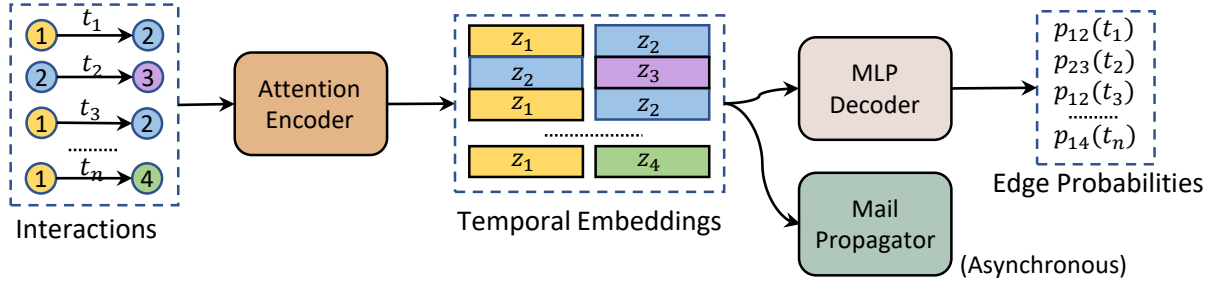 1 t₁ 2
2 t₂ 3
1 t₃ 2
........
1 tₙ 4
Interactions
Attention
Encoder
z₁ z₂
z₂ z₃
z₁ z₂
z₁ z₄
Temporal Embeddings
MLP
Decoder
Mail
Propagator
(Asynchronous)
p₁₂(t₁)
p₂₃(t₂)
p₁₂(t₃)
........
p₁₄(tₙ)
Edge Probabilities